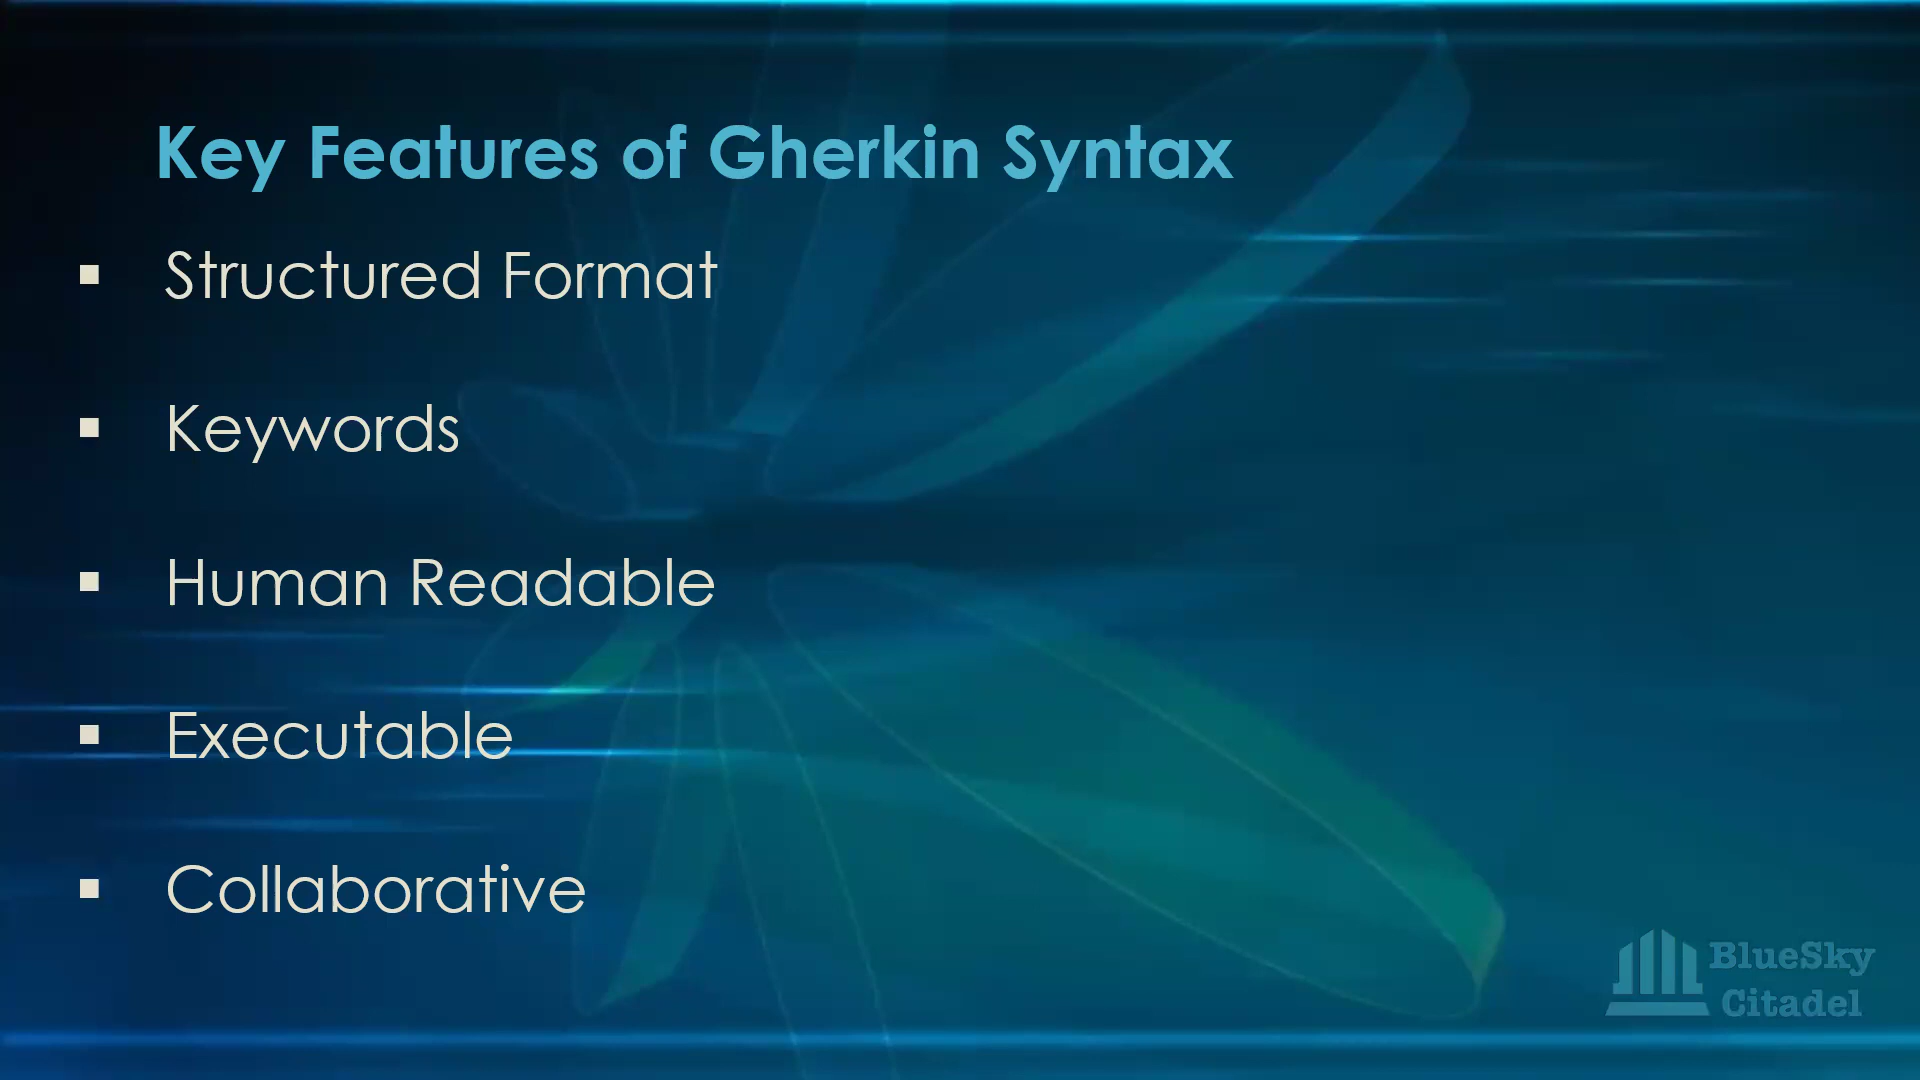 Key Features of Gherkin Syntax
▪ Structured Format
▪ Keywords
▪ Human Readable
▪ Executable
▪ Collaborative
BlueSky
Citadel